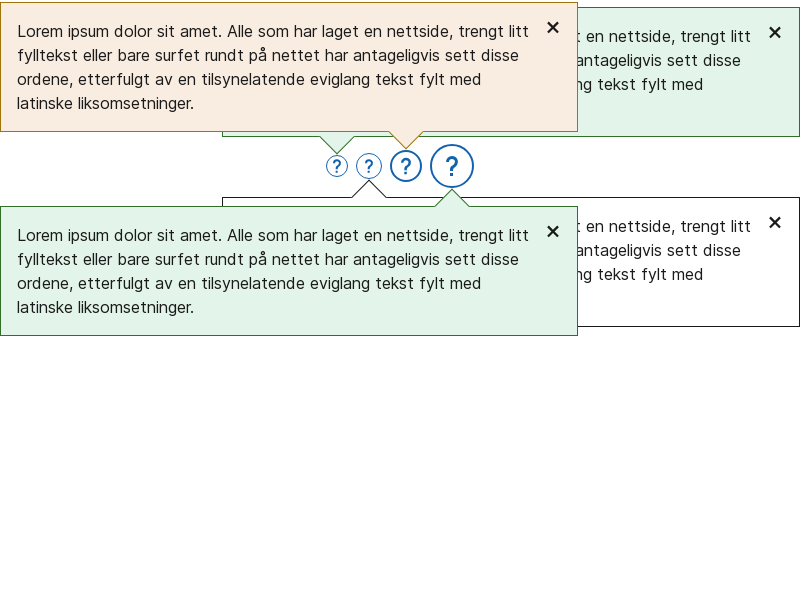 Lorem ipsum dolor sit amet. Alle som har laget en nettside, trengt litt
fylltekst eller bare surfet rundt på nettet har antageligvis sett disse
ordene, etterfulgt av en tilsynelatende eviglang tekst fylt med
latinske liksomsetninger.
en nettside, trengt litt
antageligvis sett disse
tekst fylt med
? ? ? ?
Lorem ipsum dolor sit amet. Alle som har laget en nettside, trengt litt
fylltekst eller bare surfet rundt på nettet har antageligvis sett disse
ordene, etterfulgt av en tilsynelatende eviglang tekst fylt med
latinske liksomsetninger.
en nettside, trengt litt
antageligvis sett disse
tekst fylt med